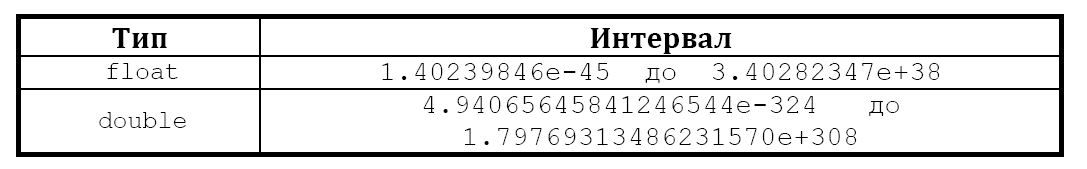 Тип Интервал
float 1.40239846e-45 до 3.40282347e+38
double 4.94065645841246544e-324 до
1.79769313486231570e+308